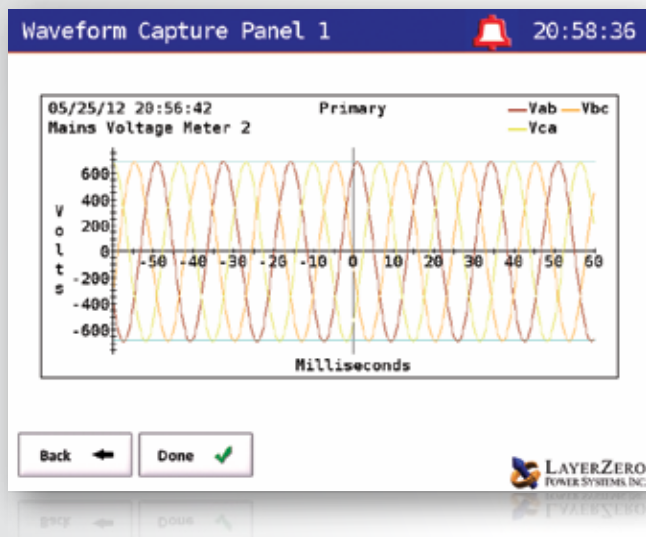 Waveform Capture Panel 1 20:58:36
05/25/12 20:56:42 Primary Vab Vbc
Mains Voltage Meter 2 Vca
600
400
200
0
-200
-400
-600
Volts
-50 -40 -30 -20 -10 0 10 20 30 40 50 60
Milliseconds
Back Done
LAYERZERO
POWER SYSTEMS, INC.